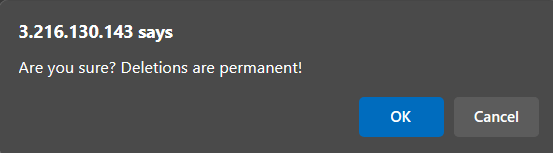 3.216.130.143 says
Are you sure? Deletions are permanent!
OK Cancel